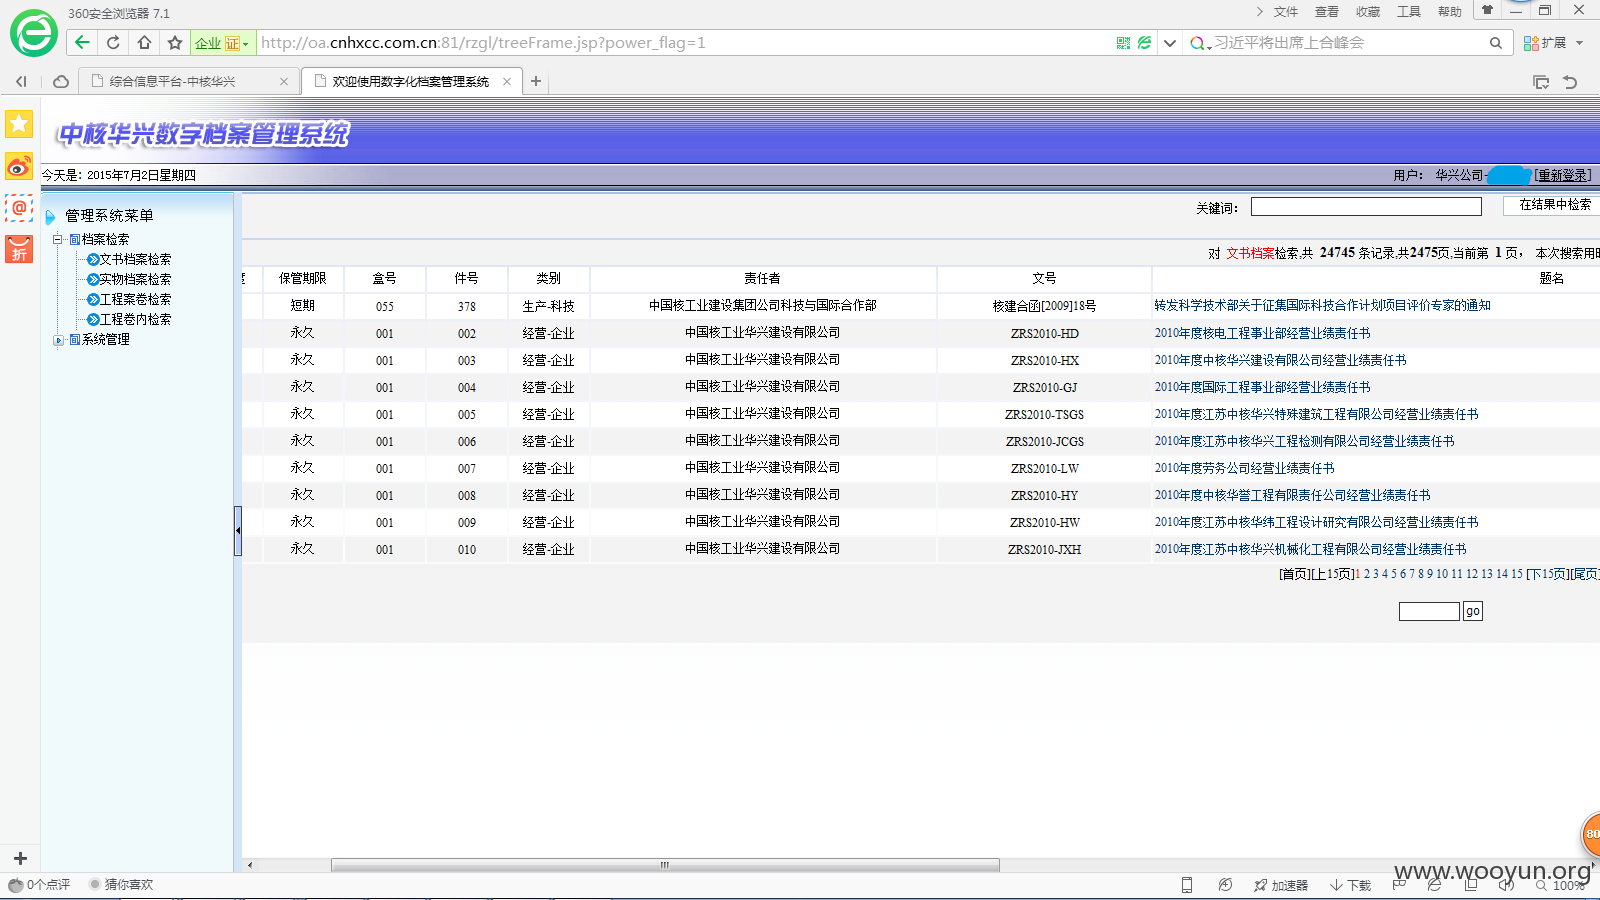 360安全浏览器 7.1
文件 查看 收藏 工具 帮助
企业 证 http://oa.cnhxcc.com.cn:81/rzgl/treeFrame.jsp?power_flag=1 习近平将出席上合峰会 扩展
综合信息平台-中核华兴 欢迎使用数字化档案管理系统
中核华兴数字档案管理系统
今天是: 2015年7月2日星期四 用户: 华兴公司- [重新登录]
管理系统菜单
档案检索
文书档案检索
实物档案检索
工程案卷检索
工程卷内检索
系统管理
折
关键词: 在结果中检索
对 文书档案检索,共 24745 条记录,共2475页,当前第 1 页, 本次搜索用
保管期限 盒号 件号 类别 责任者 文号 题名
短期 055 378 生产-科技 中国核工业建设集团公司科技与国际合作部 核建合函[2009]18号 转发科学技术部关于征集国际科技合作计划项目评价专家的通知
永久 001 002 经营-企业 中国核工业华兴建设有限公司 ZRS2010-HD 2010年度核电工程事业部经营业绩责任书
永久 001 003 经营-企业 中国核工业华兴建设有限公司 ZRS2010-HX 2010年度中核华兴建设有限公司经营业绩责任书
永久 001 004 经营-企业 中国核工业华兴建设有限公司 ZRS2010-GJ 2010年度国际工程事业部经营业绩责任书
永久 001 005 经营-企业 中国核工业华兴建设有限公司 ZRS2010-TSGS 2010年度江苏中核华兴特殊建筑工程有限公司经营业绩责任书
永久 001 006 经营-企业 中国核工业华兴建设有限公司 ZRS2010-JCGS 2010年度江苏中核华兴工程检测有限公司经营业绩责任书
永久 001 007 经营-企业 中国核工业华兴建设有限公司 ZRS2010-LW 2010年度劳务公司经营业绩责任书
永久 001 008 经营-企业 中国核工业华兴建设有限公司 ZRS2010-HY 2010年度中核华誉工程有限责任公司经营业绩责任书
永久 001 009 经营-企业 中国核工业华兴建设有限公司 ZRS2010-HW 2010年度江苏中核华纬工程设计研究有限公司经营业绩责任书
永久 001 010 经营-企业 中国核工业华兴建设有限公司 ZRS2010-JXH 2010年度江苏中核华兴机械化工程有限公司经营业绩责任书
[首页][上15页]1 2 3 4 5 6 7 8 9 10 11 12 13 14 15 [下15页][尾页]
go
80
www.wooyun.org
0个点评 猜你喜欢 加速器 下载 100%